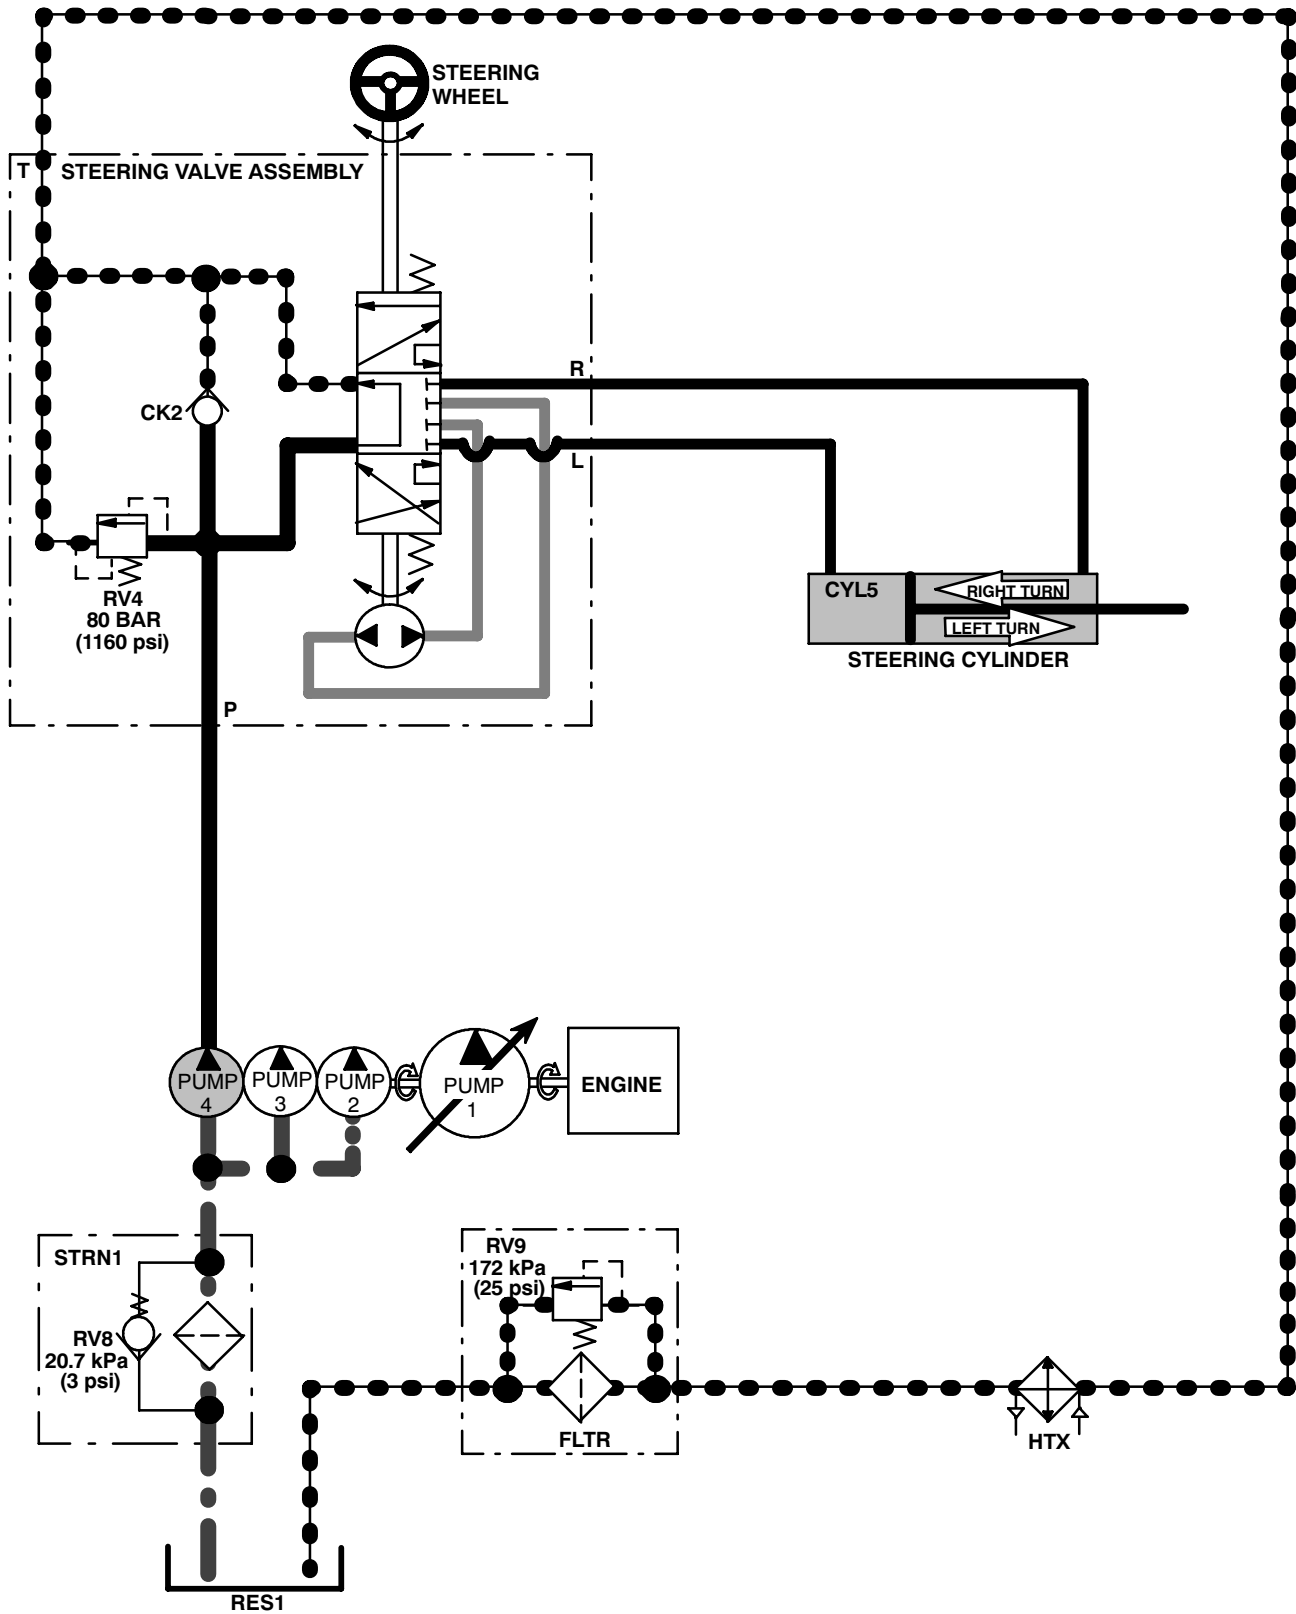 STEERING
WHEEL
T
STEERING VALVE ASSEMBLY
R
CK2
L
RV4
80 BAR
(1160 psi)
CYL5
RIGHT TURN
LEFT TURN
STEERING CYLINDER
P
PUMP
4
PUMP
3
PUMP
2
PUMP
1
ENGINE
STRN1
RV8
20.7 kPa
(3 psi)
RV9
172 kPa
(25 psi)
FLTR
HTX
RES1